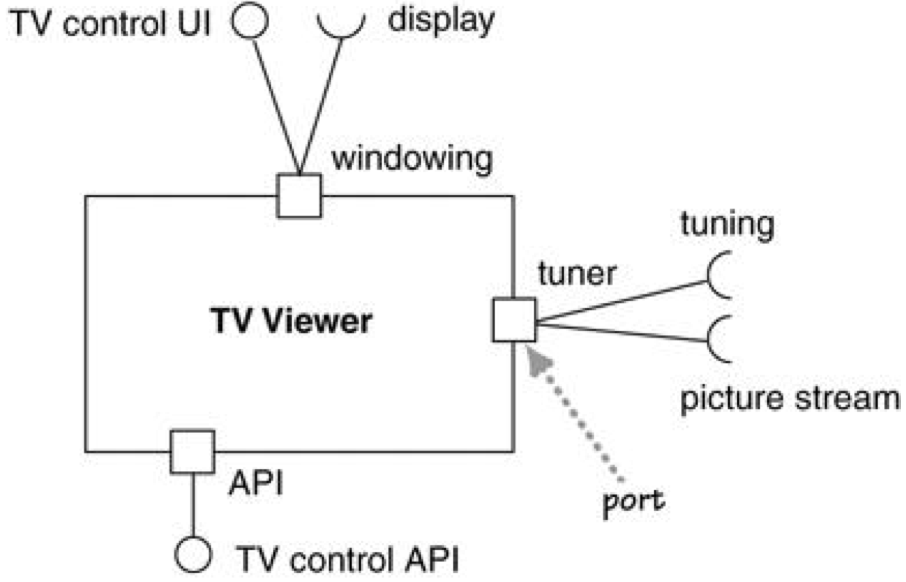 TV control UI
display
windowing
tuning
tuner
TV Viewer
picture stream
API
port
TV control API